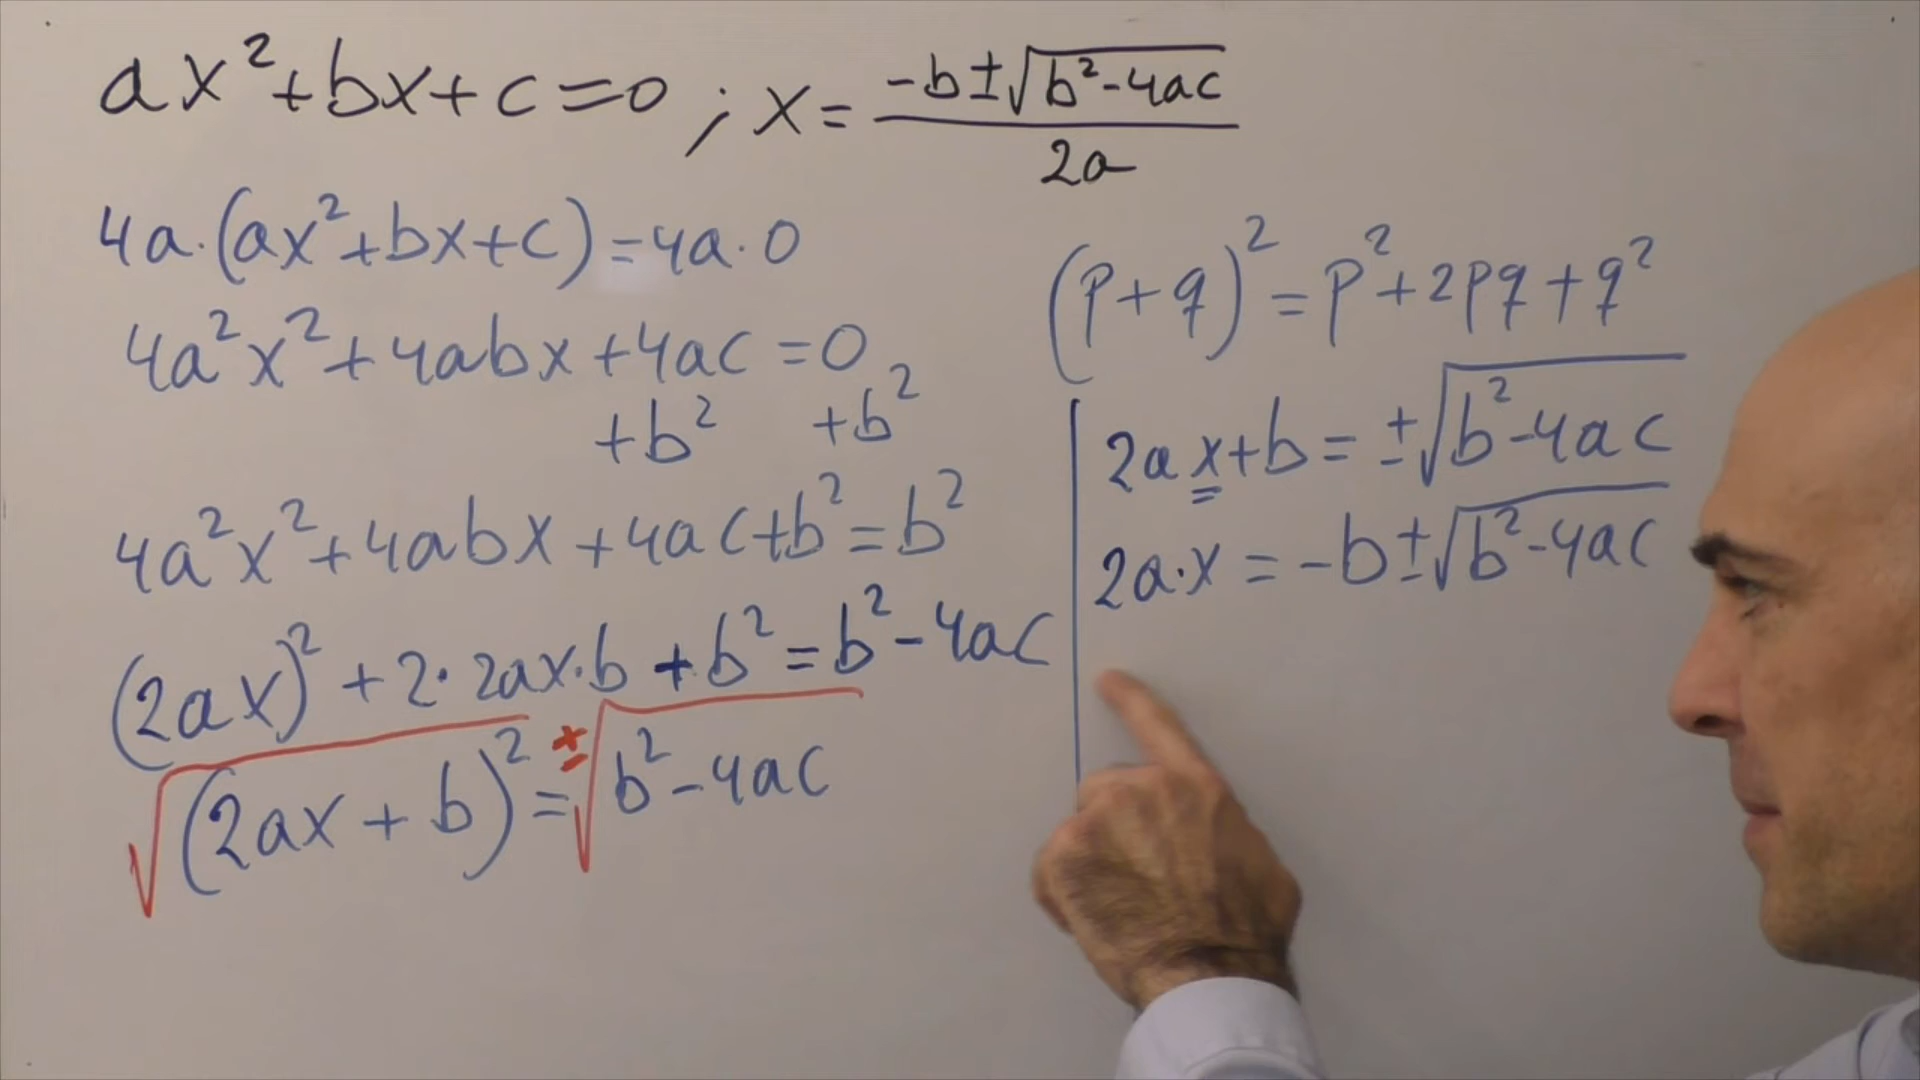 ax²+bx+c=0 ; x= (-b±√(b²-4ac))/(2a)
4a·(ax²+bx+c)=4a·0
4a²x²+4abx+4ac=0
+b² +b²
4a²x²+4abx+4ac+b²=b²
(2ax)²+2·2ax·b+b²=b²-4ac
√(2ax+b)²=±√b²-4ac
(p+q)²=p²+2pq+q²
2ax+b=±√b²-4ac
2a·x=-b±√b²-4ac